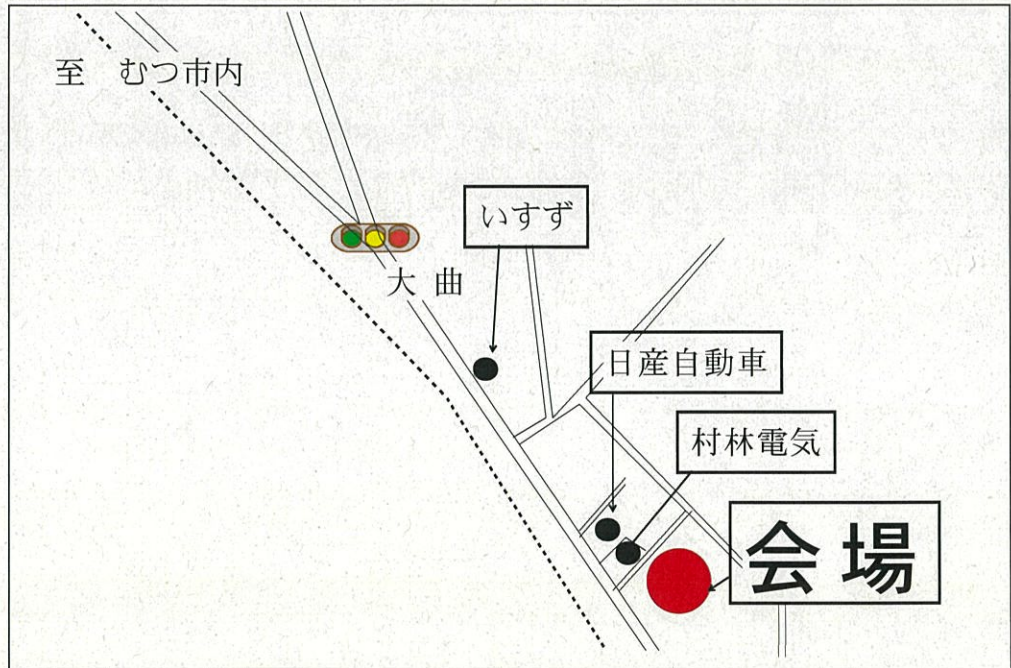 至 むつ市内
いすず
大曲
日産自動車
村林電気
会場